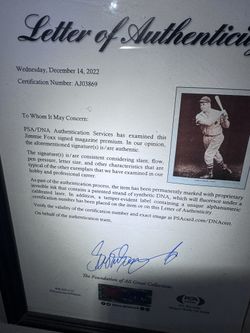 Letter of Authenticity
Wednesday, December 14, 2022
Certification Number: AJ03869
To Whom It May Concern:
PSA/DNA Authentication Services has examined this
Jimmie Foxx signed magazine premium. In our opinion, the
aforementioned signature(s) is/are authentic.
The signature(s) is/are consistent considering slant, flow,
pen pressure, letter size, and other characteristics that are
typical of the other exemplars that we have examined in our
hobby and professional career.
As part of the authentication process, the item has been permanently marked with proprietary
invisible ink that contains a patented strand of synthetic DNA, which will fluoresce under a
calibrated laser. In addition, a tamper-evident label containing a unique alphanumeric
certification number has been placed on the item or on this Letter of Authenticity.
Verify the validity of the certification number and exact image at PSAcard.com/DNAcert.
On behalf of the authentication team,
The Foundation of All Great Collections